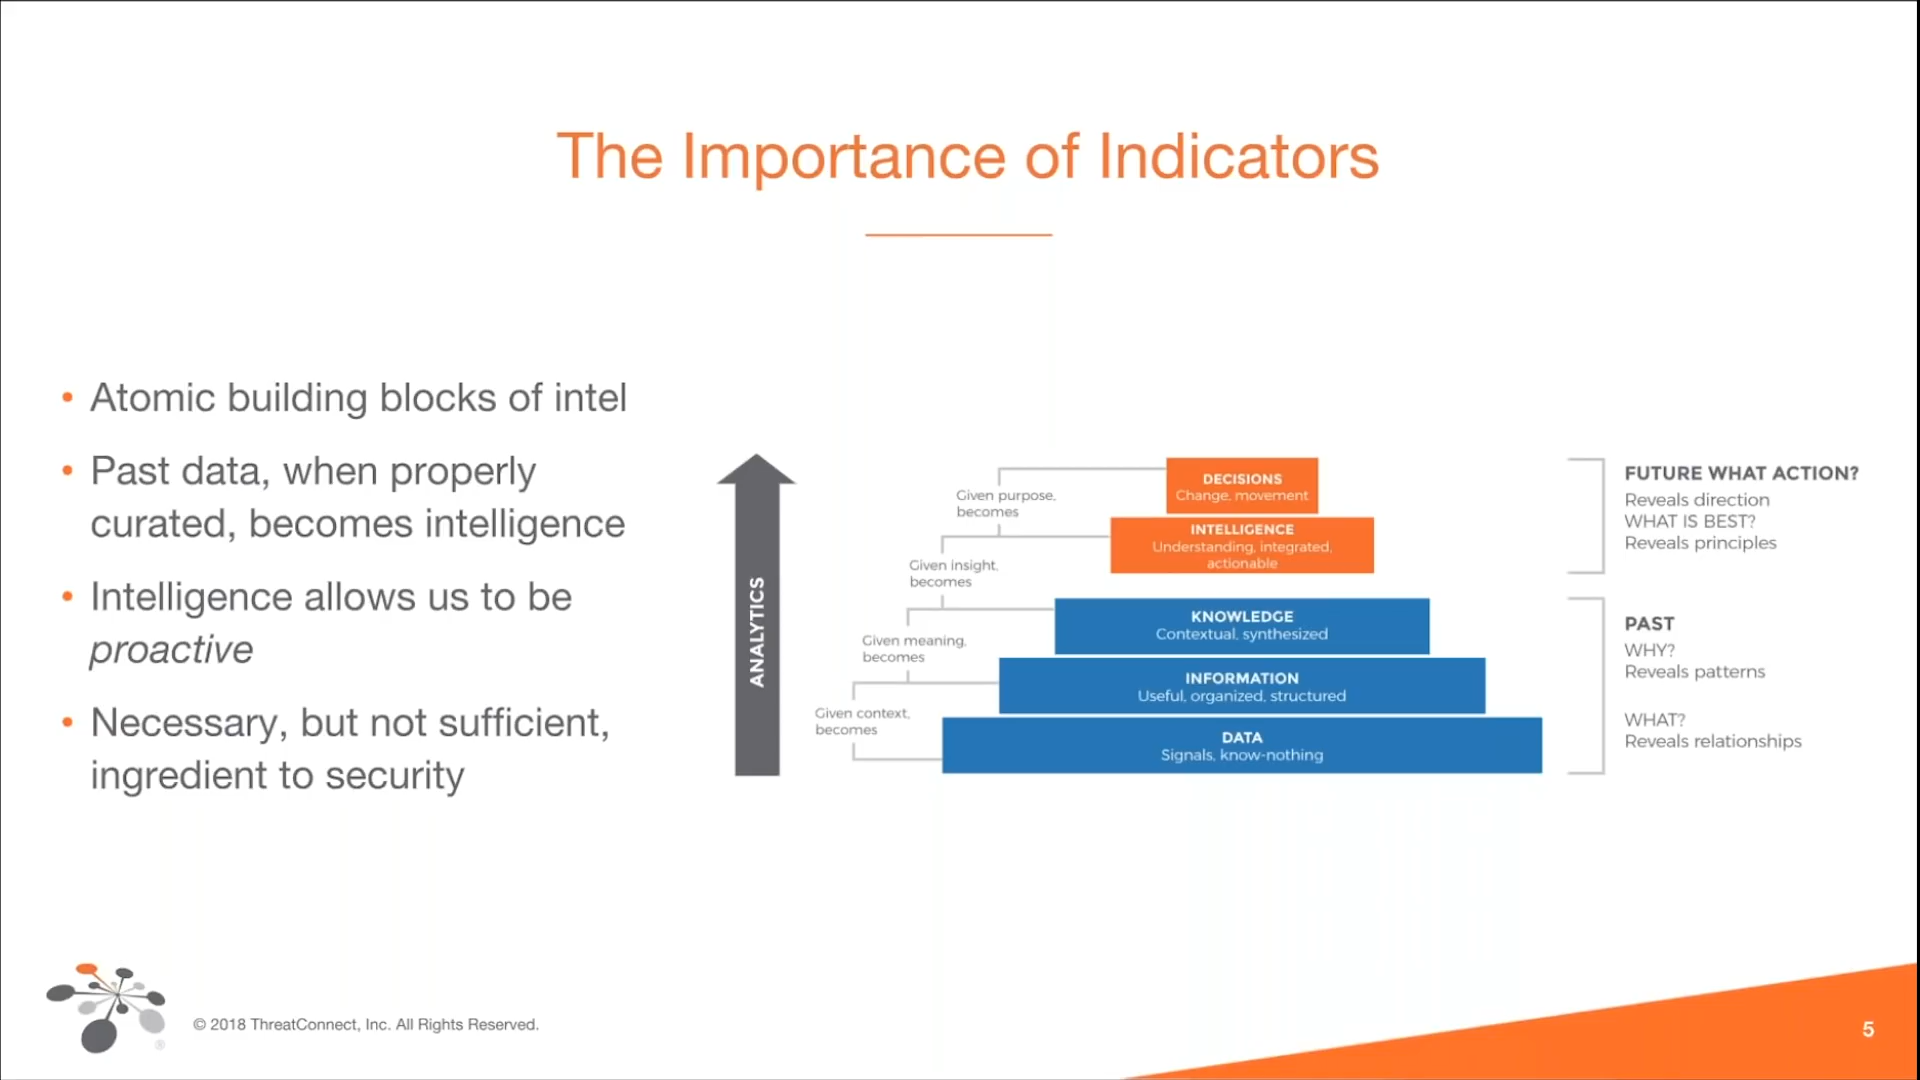 The Importance of Indicators
• Atomic building blocks of intel
• Past data, when properly
curated, becomes intelligence
• Intelligence allows us to be
proactive
• Necessary, but not sufficient,
ingredient to security
ANALYTICS
Given purpose,
becomes
Given insight,
becomes
Given meaning,
becomes
Given context,
becomes
DECISIONS
Change, movement
INTELLIGENCE
Understanding, integrated,
actionable
KNOWLEDGE
Contextual, synthesized
INFORMATION
Useful, organized, structured
DATA
Signals, know-nothing
FUTURE WHAT ACTION?
Reveals direction
WHAT IS BEST?
Reveals principles
PAST
WHY?
Reveals patterns
WHAT?
Reveals relationships
®
© 2018 ThreatConnect, Inc. All Rights Reserved.
5